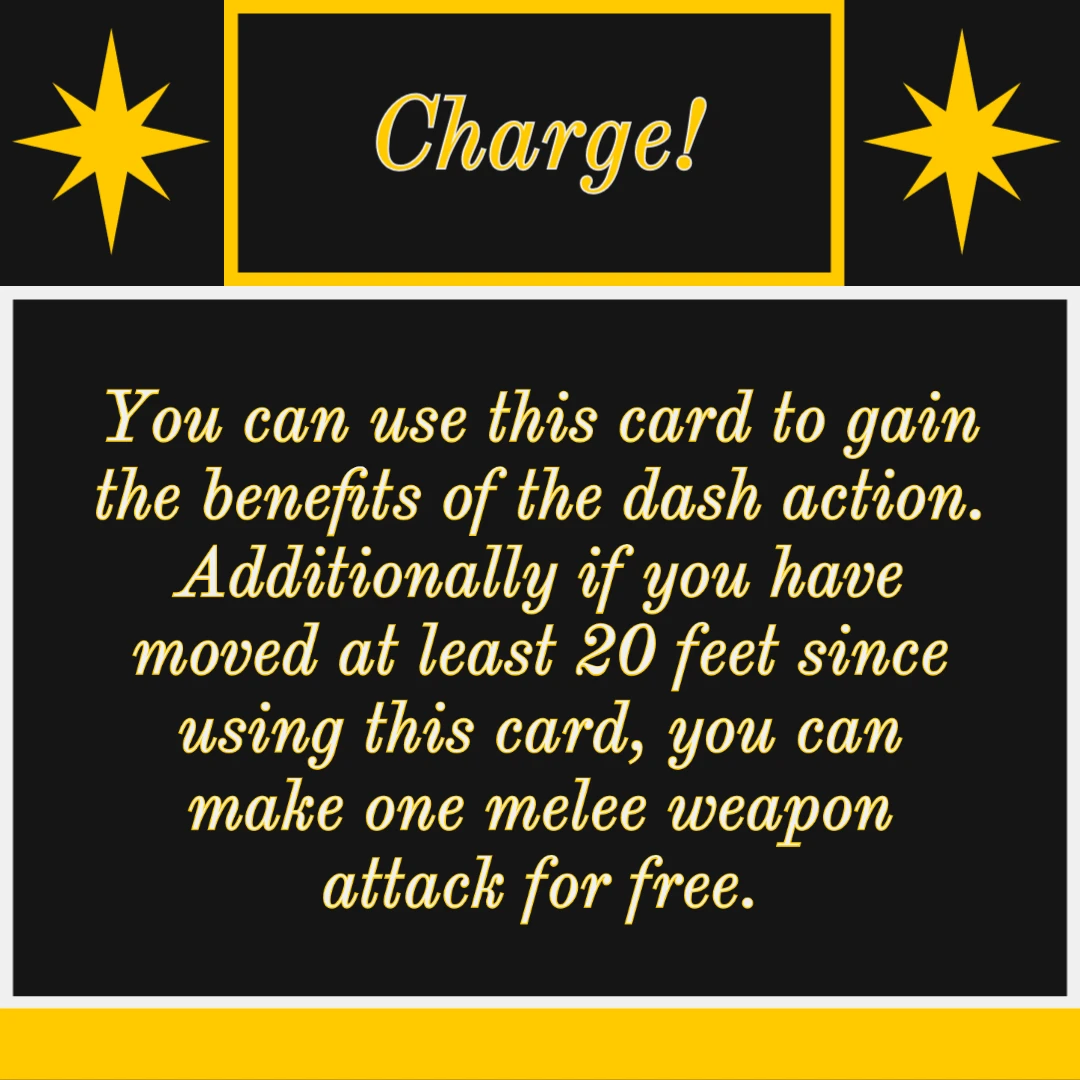 Charge!
You can use this card to gain
the benefits of the dash action.
Additionally if you have
moved at least 20 feet since
using this card, you can
make one melee weapon
attack for free.